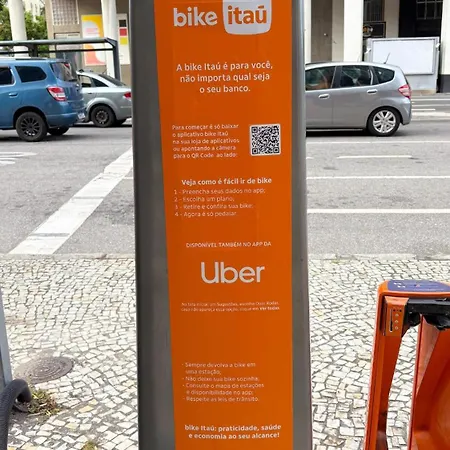 bike itaú
A bike Itaú é para você,
não importa qual seja
o seu banco.
Para começar é só baixar
o aplicativo bike Itaú
na sua loja de aplicativos
ou apontando a câmera
para o QR Code ao lado:
Veja como é fácil ir de bike
1 - Preencha seus dados no app;
2 - Escolha um plano;
3 - Retire e confira sua bike;
4 - Agora é só pedalar.
DISPONÍVEL TAMBÉM NO APP DA
Uber
- Sempre devolva a bike em
uma estação;
- Não deixe sua bike sozinha;
- Consulte o mapa de estações
e disponibilidade no app;
- Respeite as leis de trânsito.
bike Itaú: praticidade, saúde
e economia ao seu alcance!